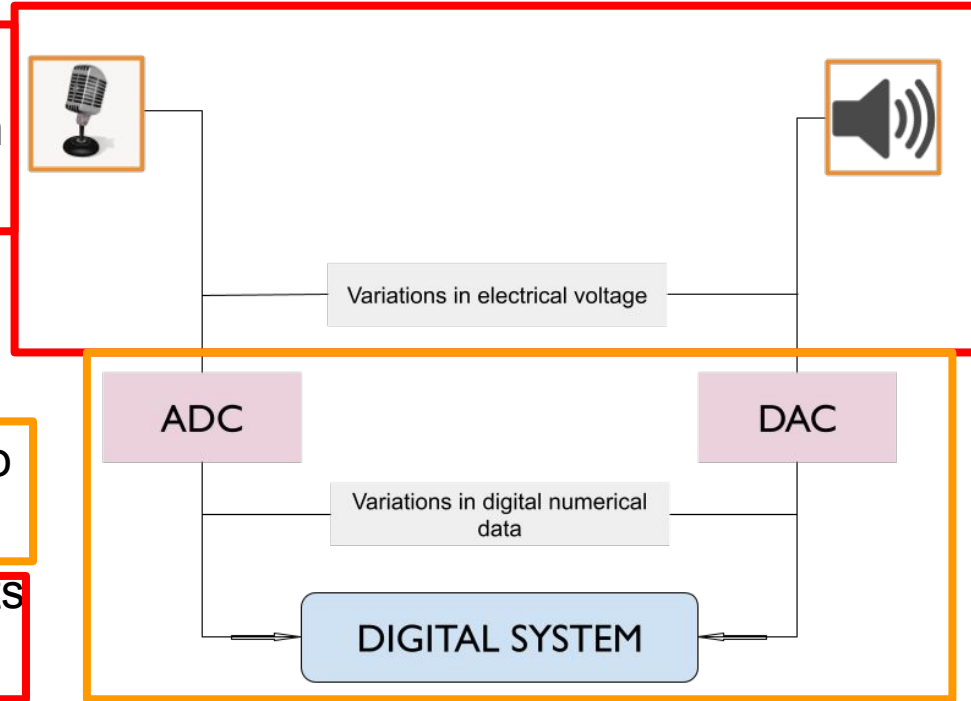 Variations in electrical voltage
ADC
DAC
Variations in digital numerical
data
DIGITAL SYSTEM